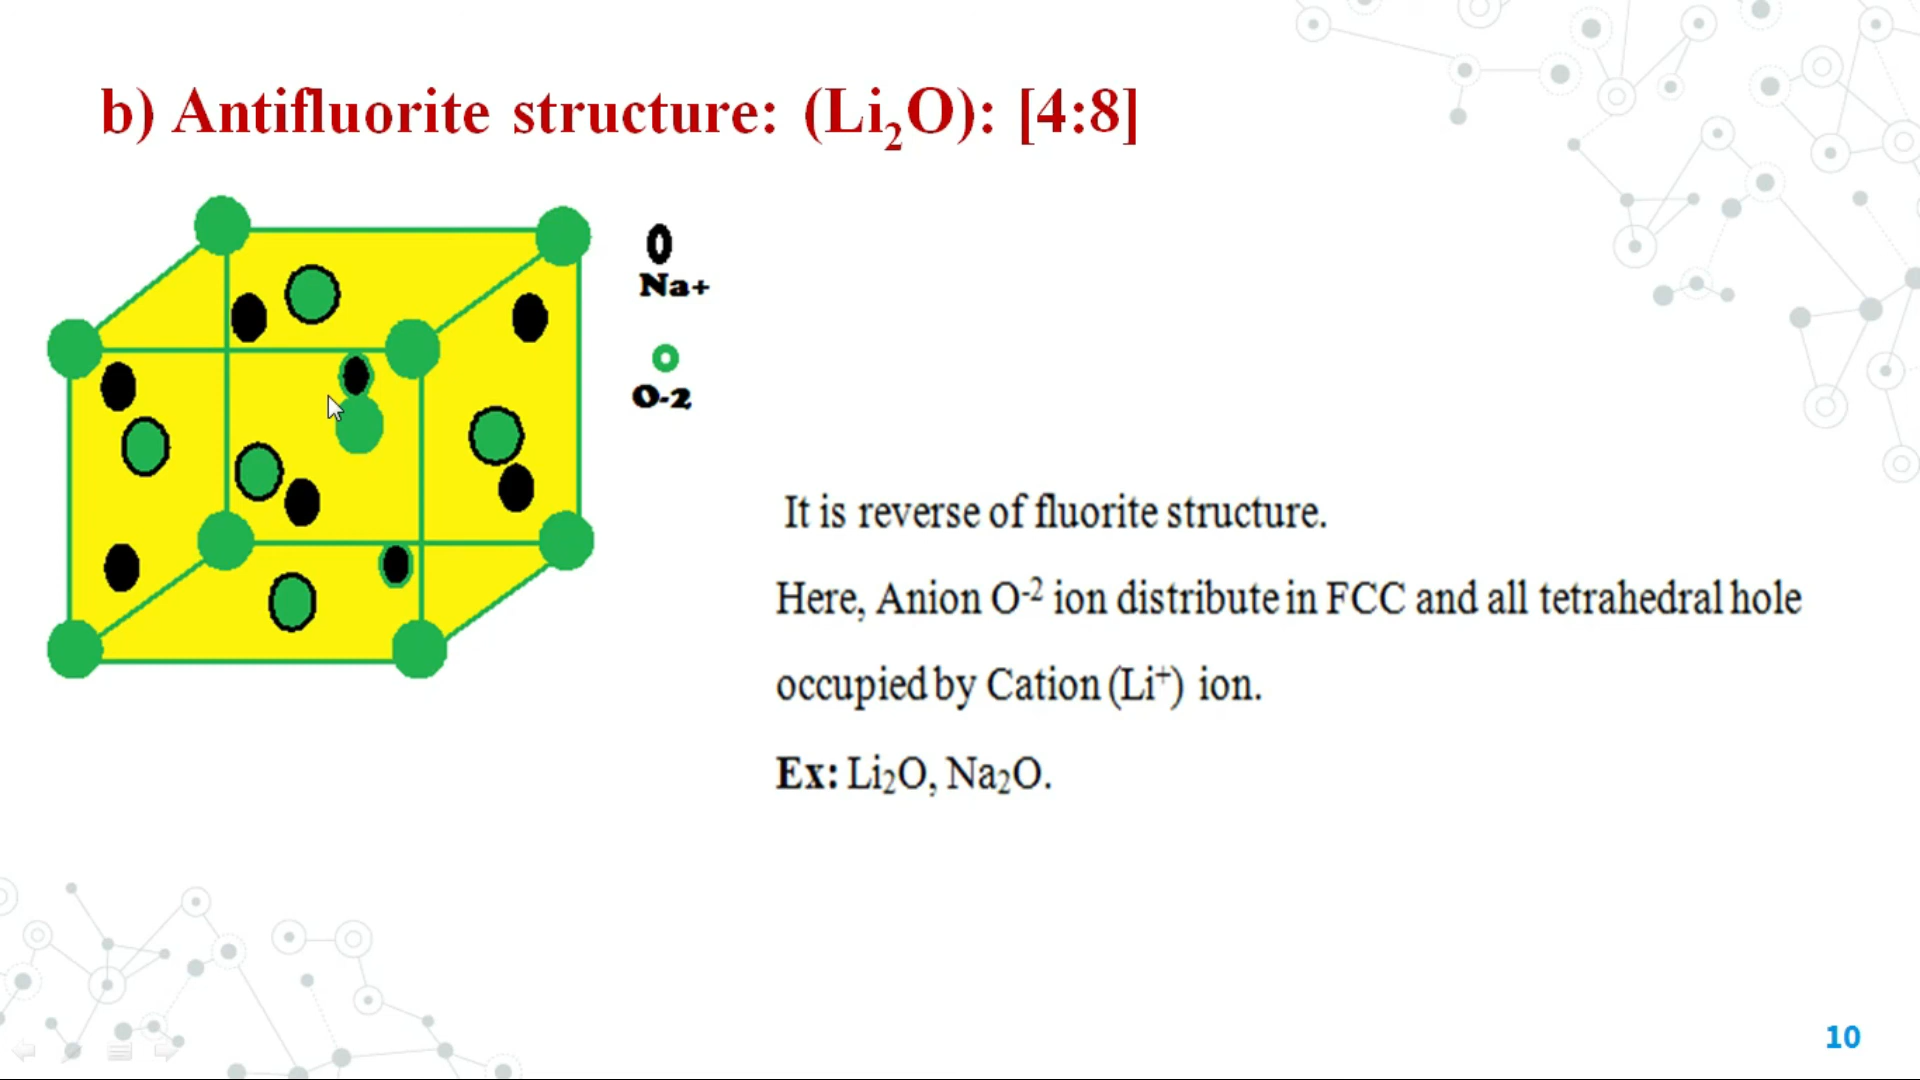 b) Antifluorite structure: (Li₂O): [4:8]
Na+
O-2
It is reverse of fluorite structure.
Here, Anion O⁻² ion distribute in FCC and all tetrahedral hole
occupied by Cation (Li⁺) ion.
Ex: Li₂O, Na₂O.
10